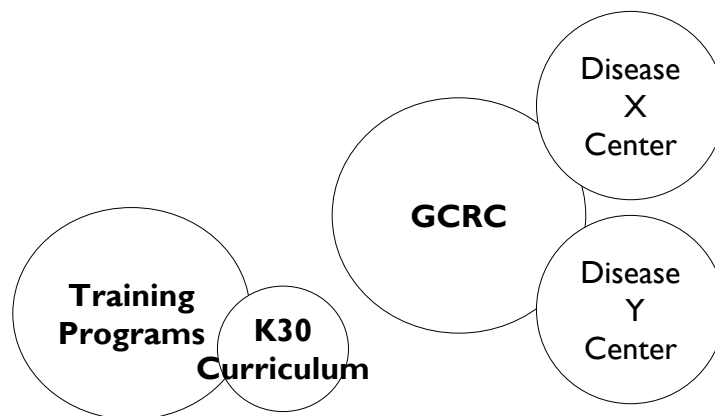 Disease
X
Center
GCRC
Disease
Y
Center
Training
Programs
K30
Curriculum